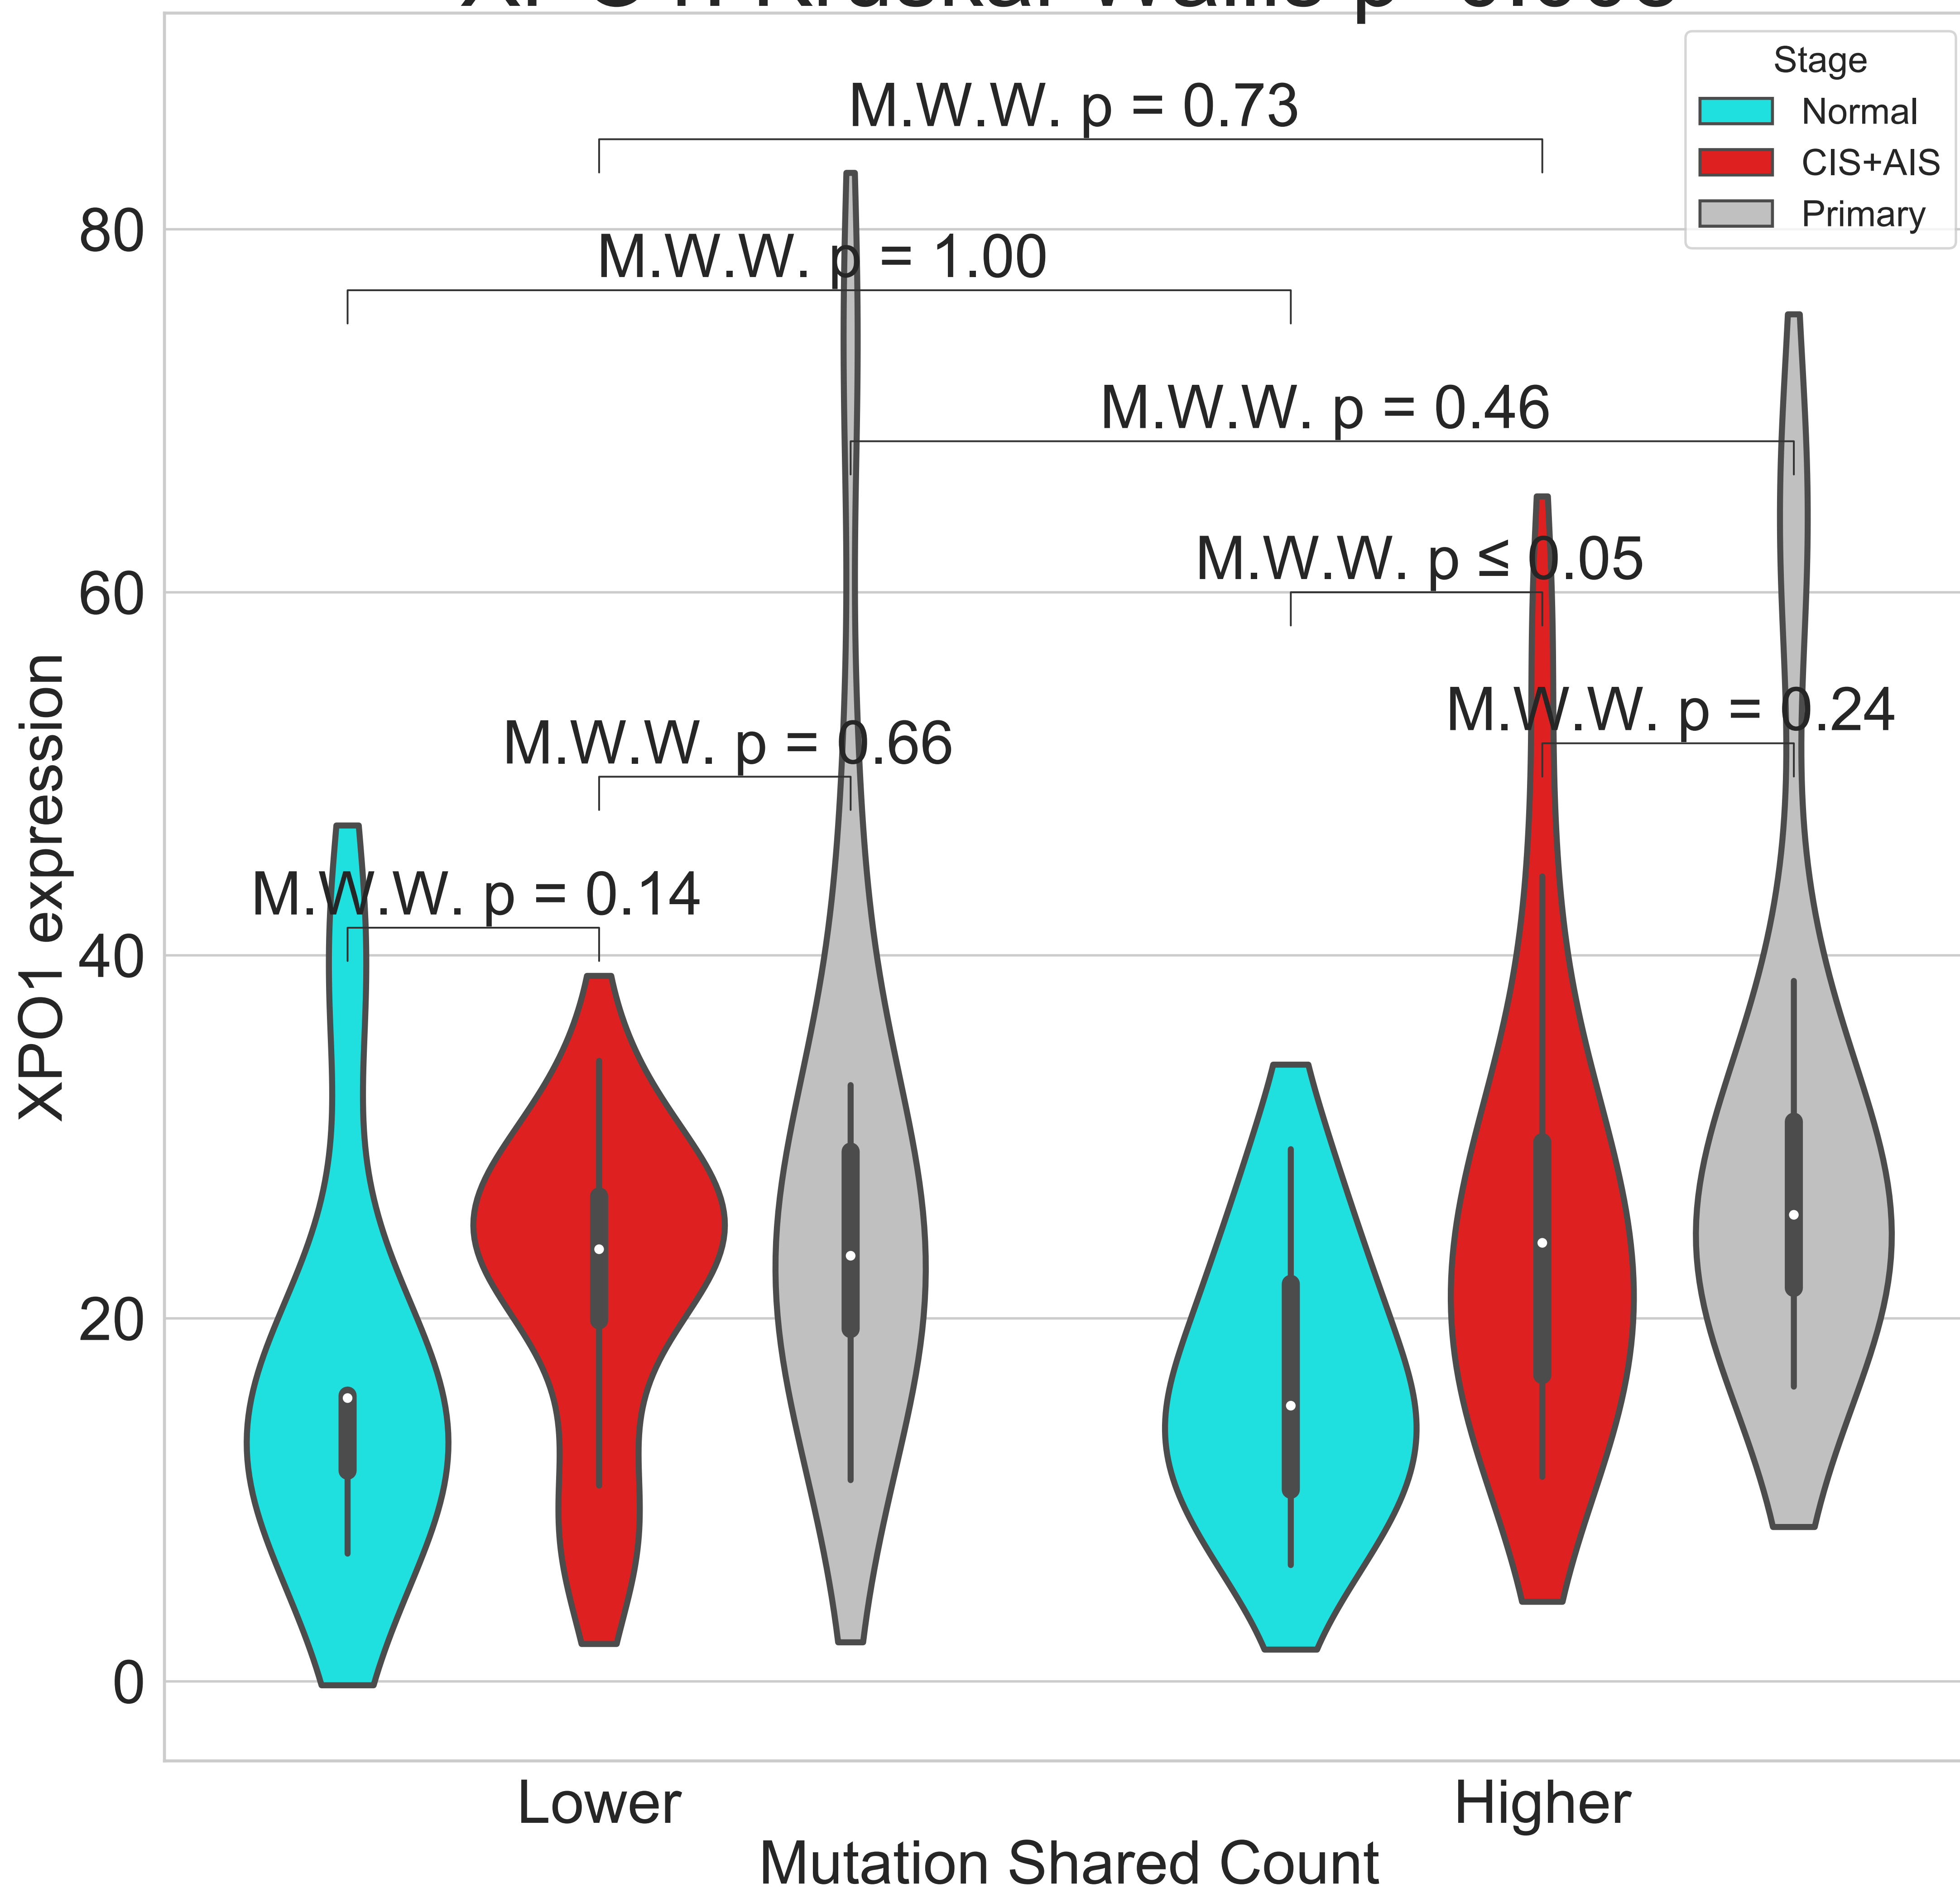 Stage
Normal
CIS+AIS
Primary
M.W.W. p = 0.73
80
M.W.W. p = 1.00
M.W.W. p = 0.46
M.W.W. p ≤ 0.05
60
M.W.W. p = 0.24
M.W.W. p = 0.66
M.W.W. p = 0.14
40
XPO1 expression
20
0
Lower
Higher
Mutation Shared Count